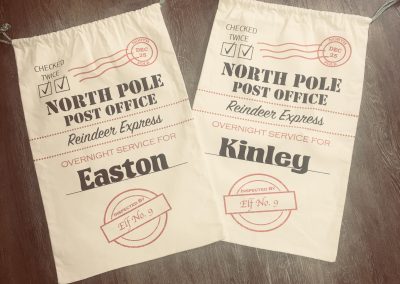 CHECKED
TWICE
NORTH
DEC
25
NORTH POLE
POST OFFICE
Reindeer Express
OVERNIGHT SERVICE FOR
Easton
INSPECTED BY
Elf No. 9
CHECKED
TWICE
NORTH
DEC
25
NORTH POLE
POST OFFICE
Reindeer Express
OVERNIGHT SERVICE FOR
Kinley
INSPECTED BY
Elf No. 9